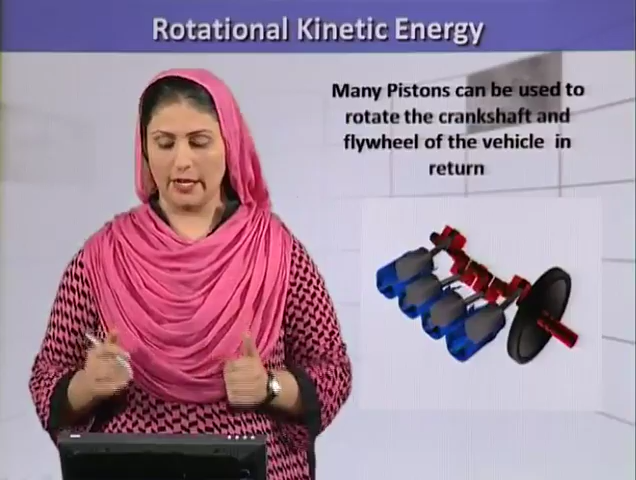 Rotational Kinetic Energy
Many Pistons can be used to
rotate the crankshaft and
flywheel of the vehicle in
return